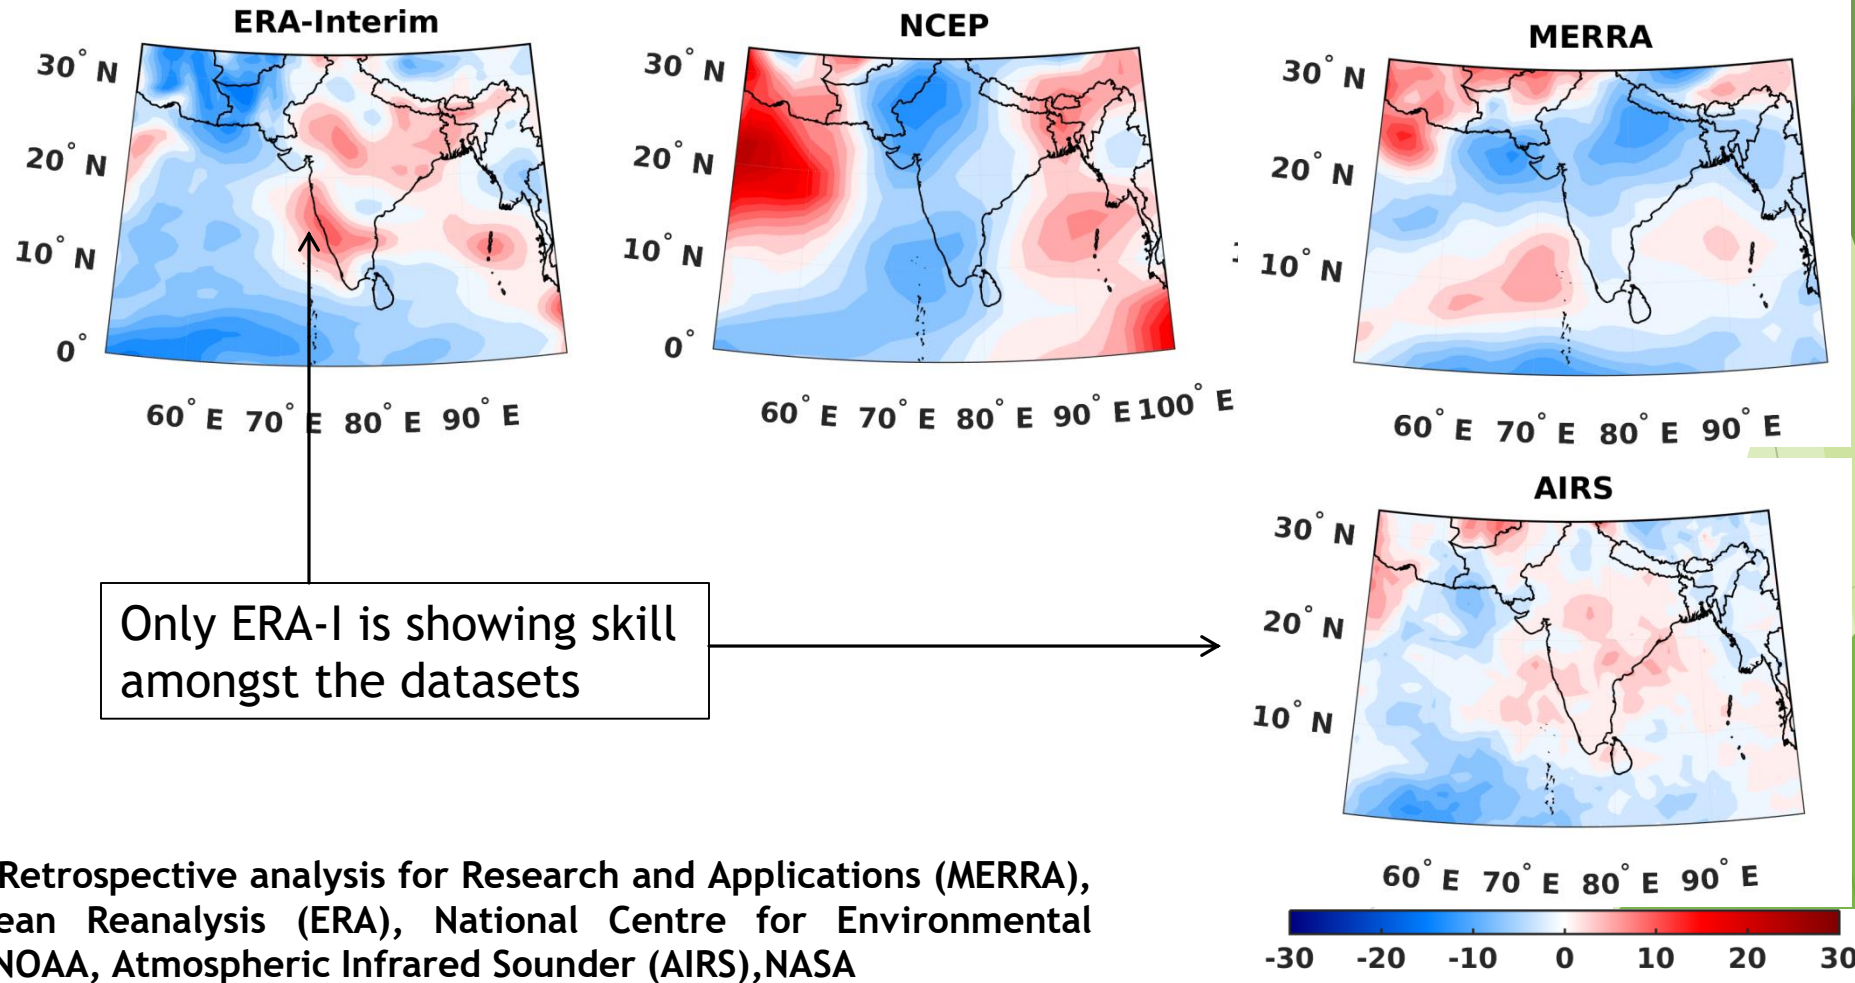 ERA-Interim
NCEP
MERRA
30° N
20° N
10° N
0°
60° E 70° E 80° E 90° E
30° N
20° N
10° N
0°
60° E 70° E 80° E 90° E 100° E
30° N
20° N
10° N
60° E 70° E 80° E 90° E
Only ERA-I is showing skill
amongst the datasets
AIRS
30° N
20° N
10° N
60° E 70° E 80° E 90° E
-30 -20 -10 0 10 20 30
Retrospective analysis for Research and Applications (MERRA),
ean Reanalysis (ERA), National Centre for Environmental
NOAA, Atmospheric Infrared Sounder (AIRS),NASA